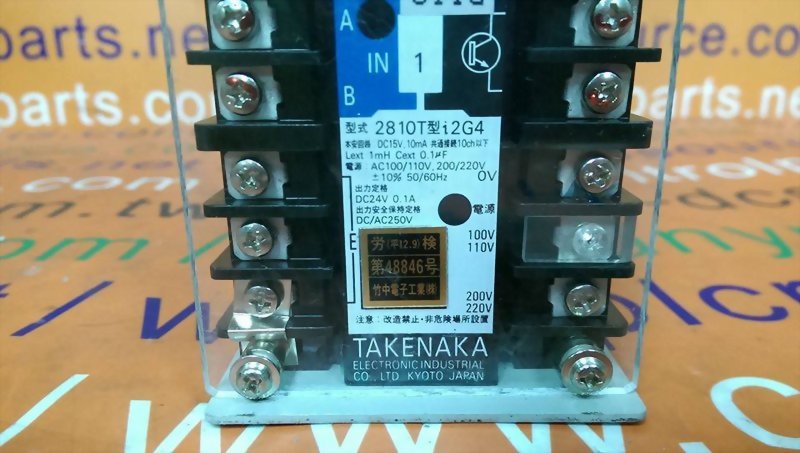 A
IN 1
B
型式 2810T型i2G4
本安回路 DC15V, 10mA 共通接続10ch以下
Lext 1mH Cext 0.1μF
電源：AC100/110V, 200/220V
±10% 50/60Hz
0V
出力定格
DC24V 0.1A
出力安全保持定格
DC/AC250V
電源
E
100V
110V
労(平12.9)検
第48846号
竹中電子工業(株)
200V
220V
注意：改造禁止・非危険場所設置
TAKENAKA
ELECTRONIC INDUSTRIAL
CO., LTD. KYOTO JAPAN
parts.com
source.com